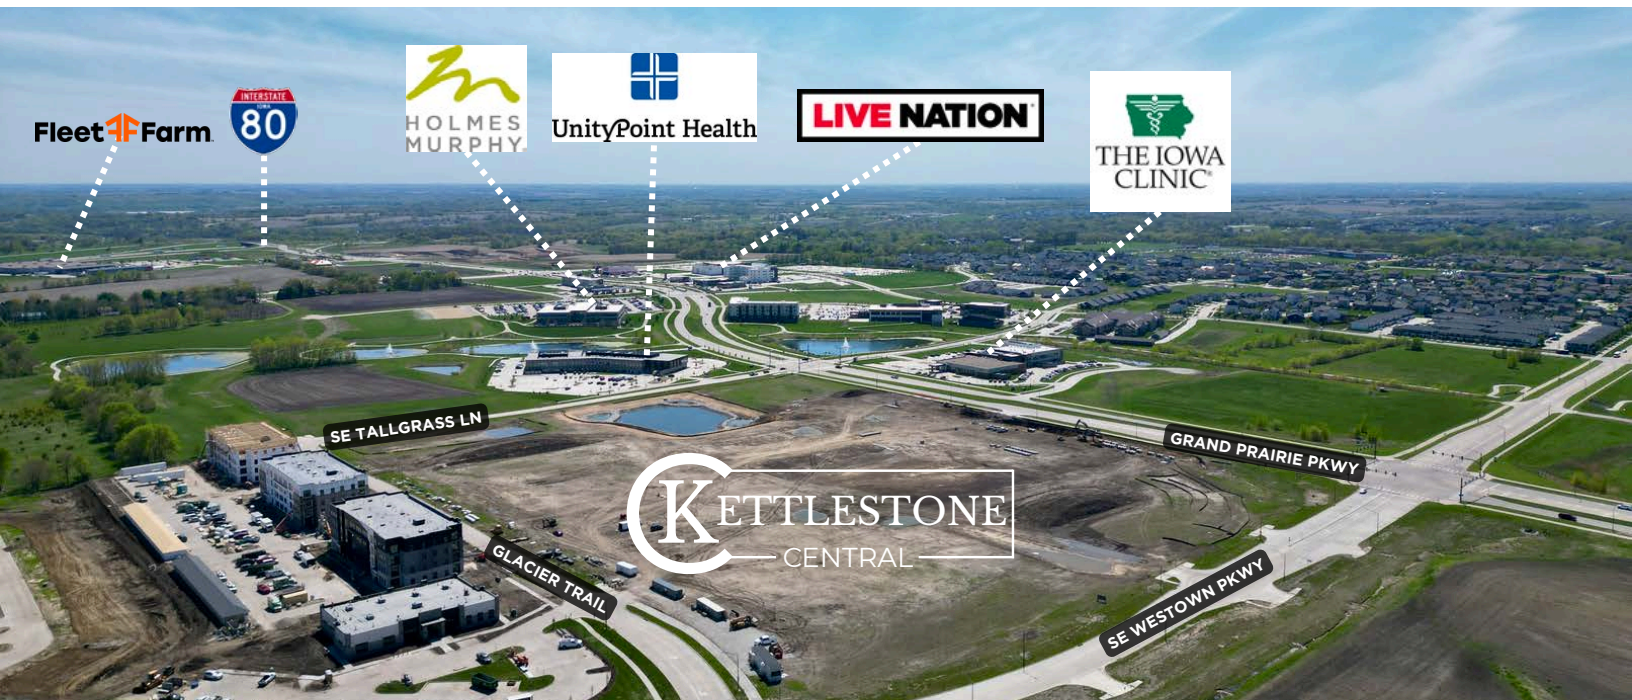 Fleet Farm
INTERSTATE
IOWA
80
HOLMES
MURPHY
UnityPoint Health
LIVE NATION
THE IOWA
CLINIC
SE TALLGRASS LN
GRAND PRAIRIE PKWY
KETTLESTONE
CENTRAL
GLACIER TRAIL
SE WESTOWN PKWY